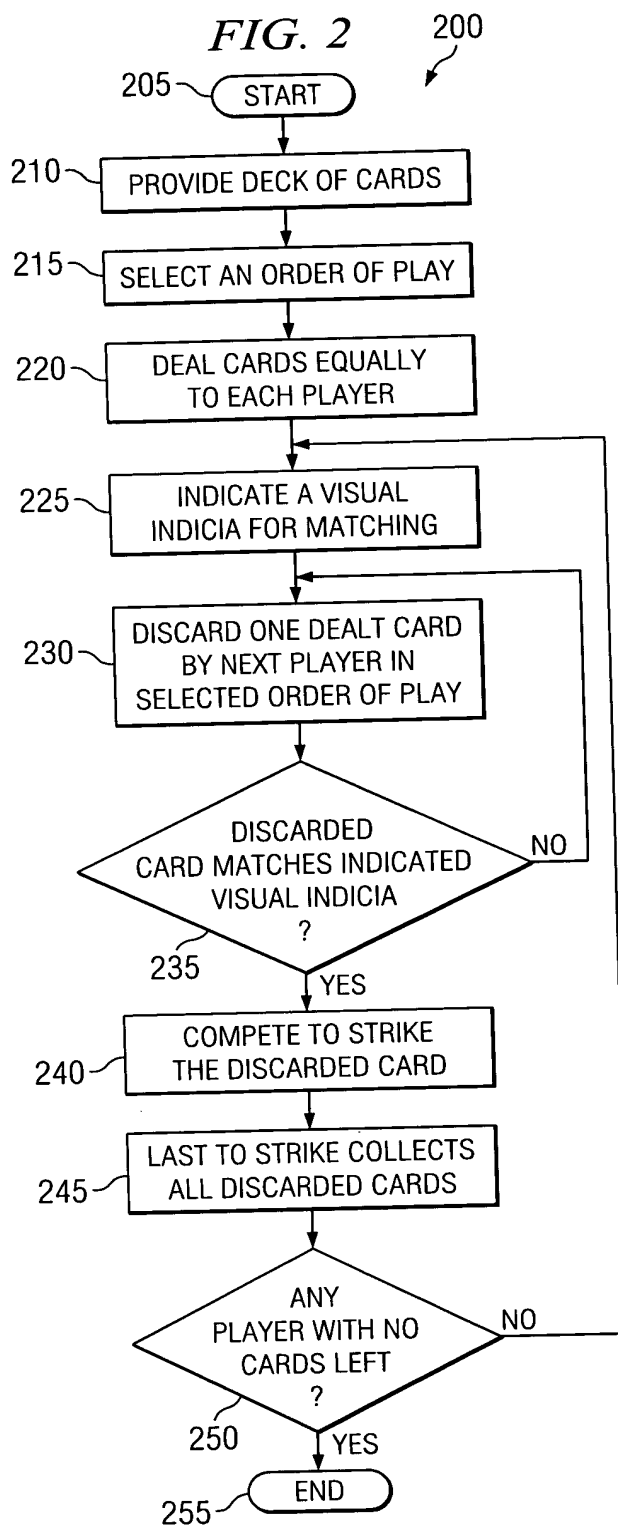 FIG. 2
200
205
START
210
PROVIDE DECK OF CARDS
215
SELECT AN ORDER OF PLAY
220
DEAL CARDS EQUALLY
TO EACH PLAYER
225
INDICATE A VISUAL
INDICIA FOR MATCHING
230
DISCARD ONE DEALT CARD
BY NEXT PLAYER IN
SELECTED ORDER OF PLAY
DISCARDED
CARD MATCHES INDICATED
VISUAL INDICIA
?
NO
235
YES
240
COMPETE TO STRIKE
THE DISCARDED CARD
245
LAST TO STRIKE COLLECTS
ALL DISCARDED CARDS
ANY
PLAYER WITH NO
CARDS LEFT
?
NO
250
YES
255
END